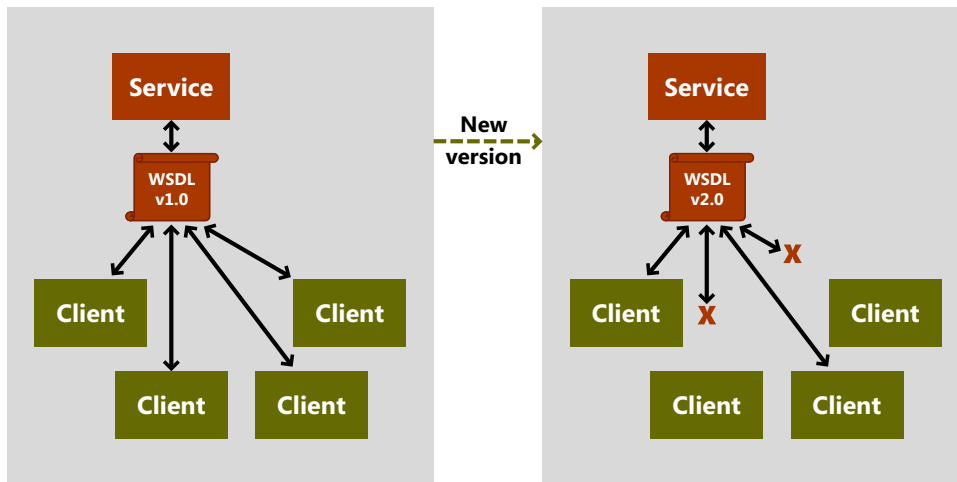 Service
WSDL
v1.0
Client
Client
Client
Client
New
version
Service
WSDL
v2.0
X
X
Client
Client
Client
Client